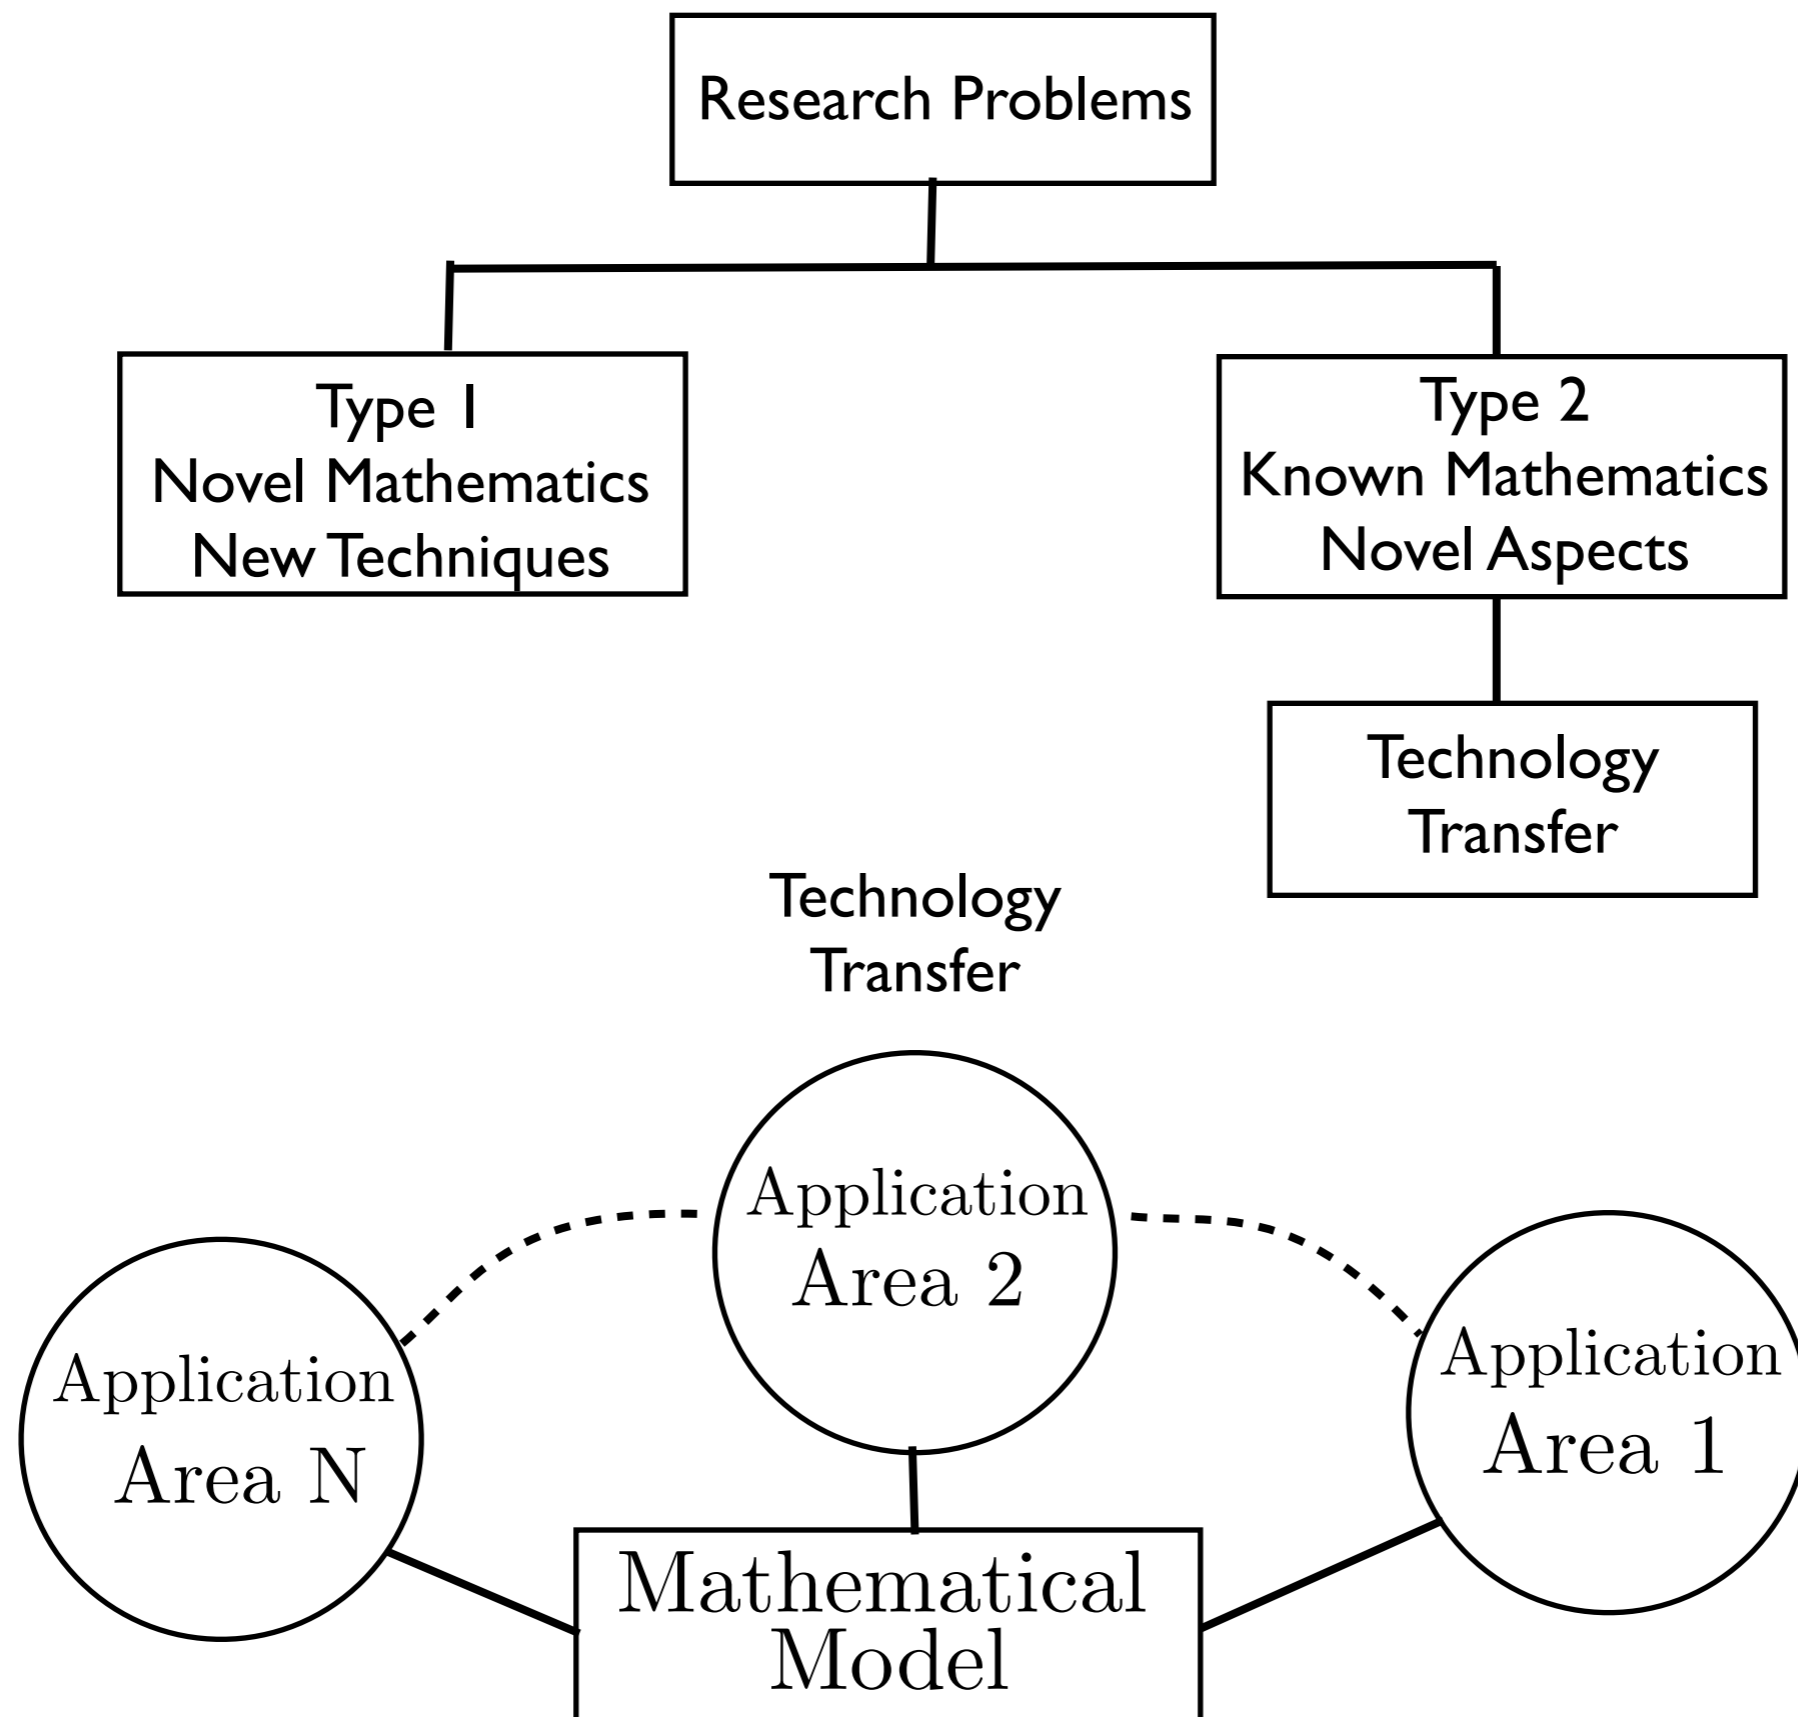 Research Problems
Type 1
Novel Mathematics
New Techniques
Type 2
Known Mathematics
Novel Aspects
Technology
Transfer
Technology
Transfer
Application
Area 2
Application
Area N
Application
Area 1
Mathematical
Model